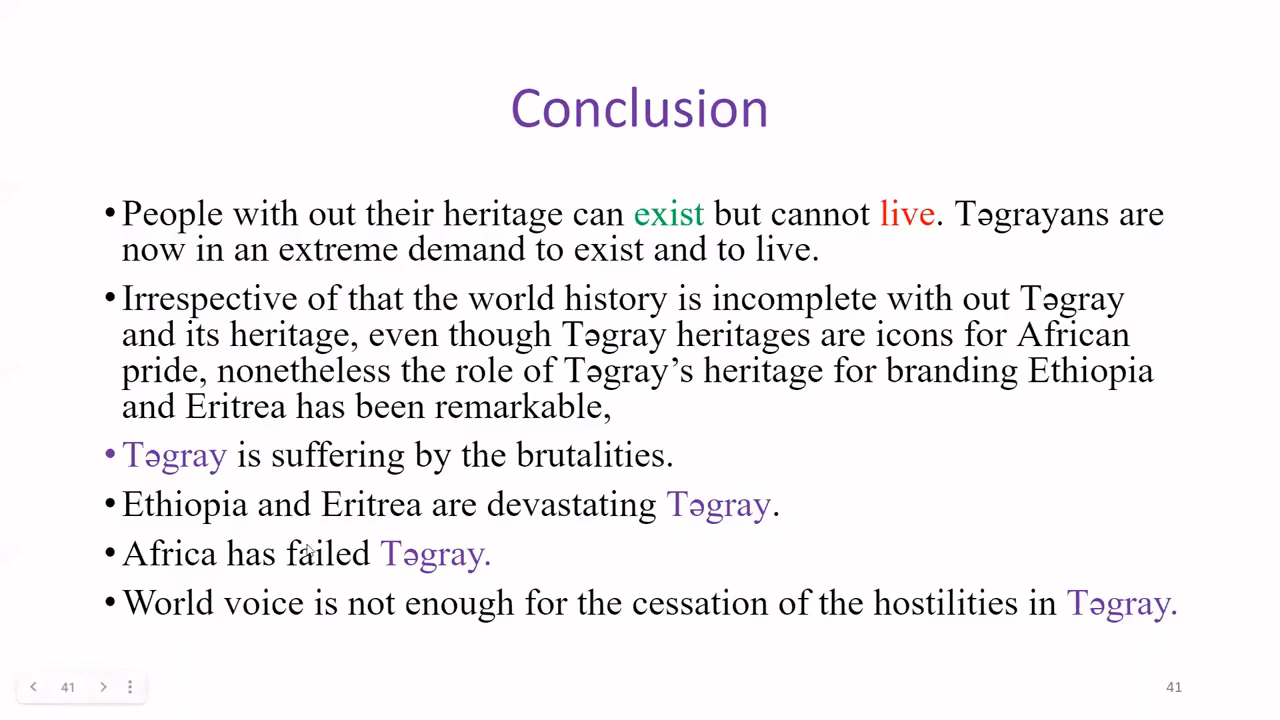 Conclusion
•People with out their heritage can exist but cannot live. Təgrayans are
now in an extreme demand to exist and to live.
•Irrespective of that the world history is incomplete with out Təgray
and its heritage, even though Təgray heritages are icons for African
pride, nonetheless the role of Təgray’s heritage for branding Ethiopia
and Eritrea has been remarkable,
•Təgray is suffering by the brutalities.
•Ethiopia and Eritrea are devastating Təgray.
•Africa has failed Təgray.
•World voice is not enough for the cessation of the hostilities in Təgray.
41
41